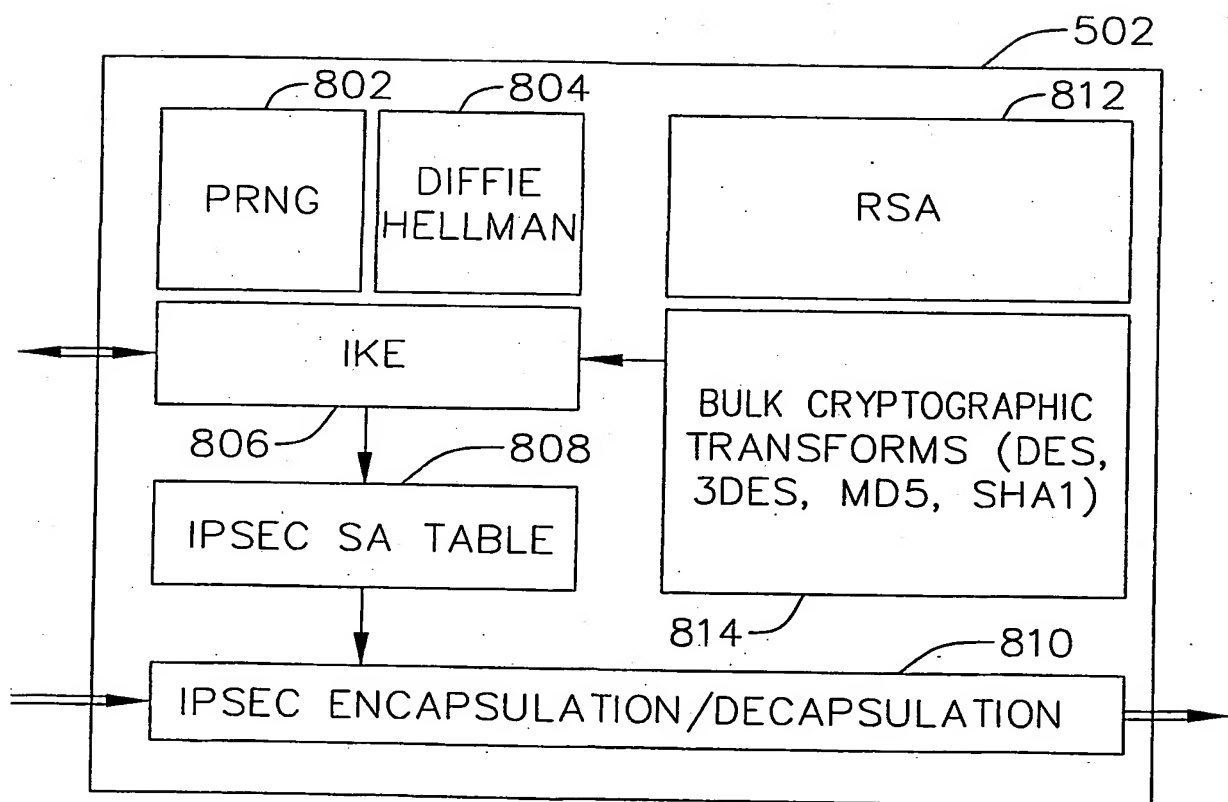 502
802
804
812
PRNG
DIFFIE
HELLMAN
RSA
IKE
806
808
BULK CRYPTOGRAPHIC
TRANSFORMS (DES,
3DES, MD5, SHA1)
IPSEC SA TABLE
814
810
IPSEC ENCAPSULATION/DECAPSULATION